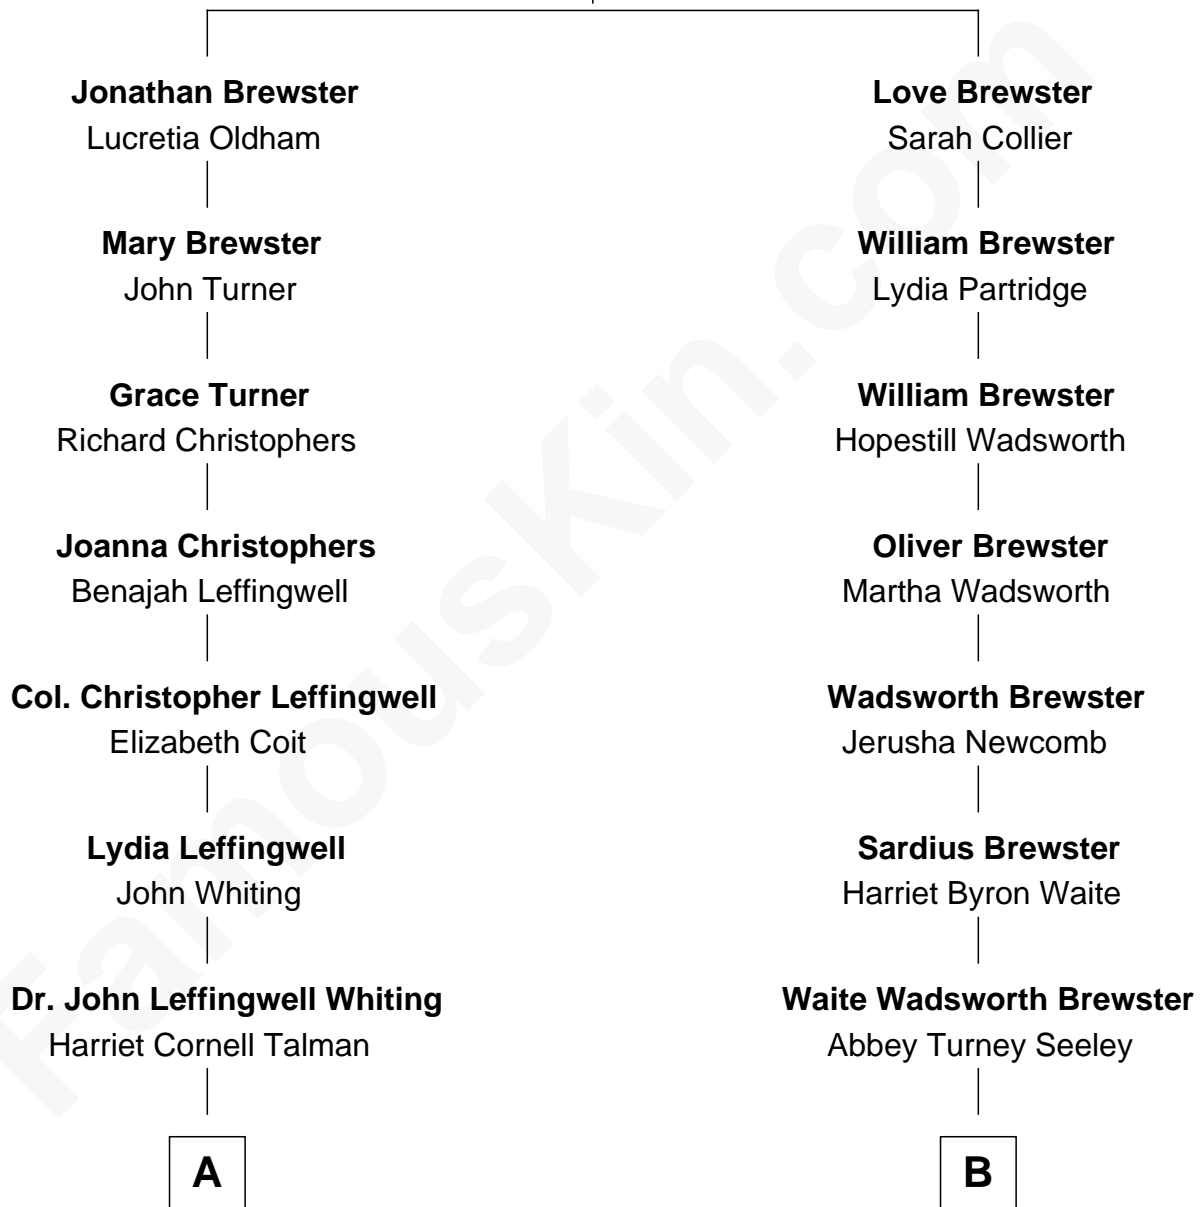 Jonathan Brewster
Lucretia Oldham
Mary Brewster
John Turner
Grace Turner
Richard Christophers
Joanna Christophers
Benajah Leffingwell
Col. Christopher Leffingwell
Elizabeth Coit
Lydia Leffingwell
John Whiting
Dr. John Leffingwell Whiting
Harriet Cornell Talman
A
Love Brewster
Sarah Collier
William Brewster
Lydia Partridge
William Brewster
Hopestill Wadsworth
Oliver Brewster
Martha Wadsworth
Wadsworth Brewster
Jerusha Newcomb
Sardius Brewster
Harriet Byron Waite
Waite Wadsworth Brewster
Abbey Turney Seeley
B
FamousKin.com